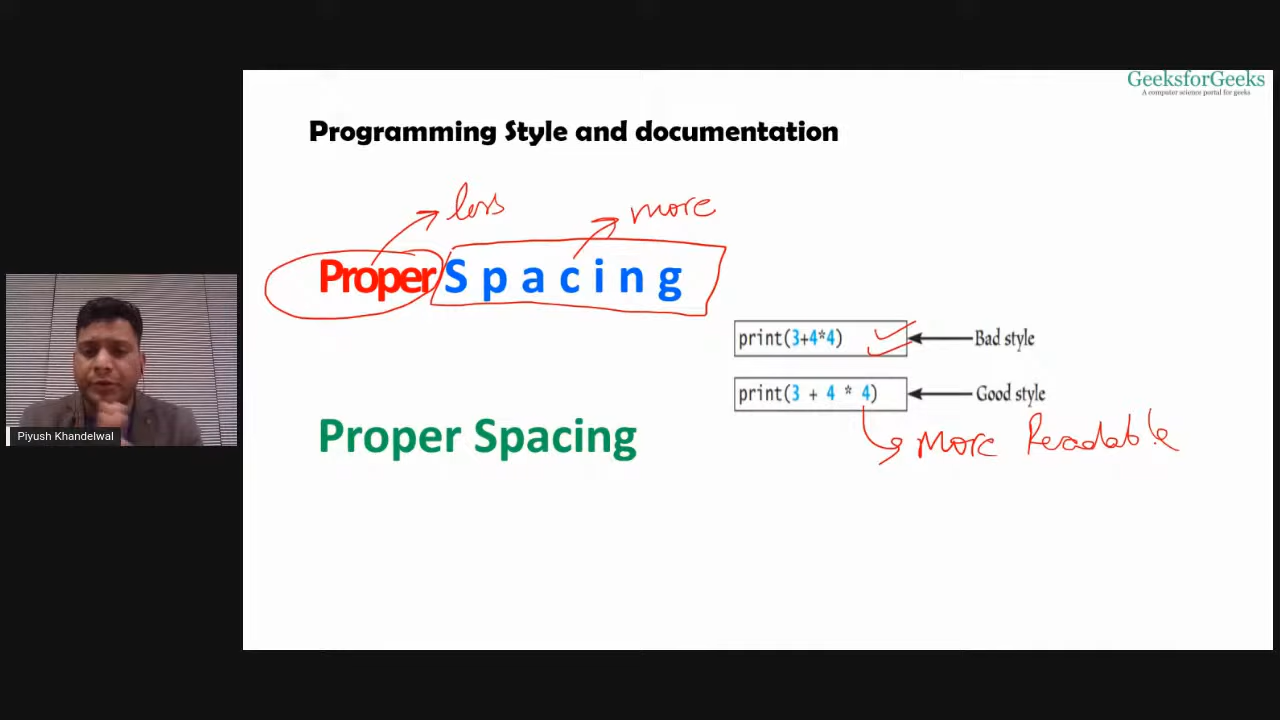 GeeksforGeeks
A computer science portal for geeks
Programming Style and documentation
less
more
Proper Spacing
print(3+4*4)
Bad style
print(3 + 4 * 4)
Good style
Piyush Khandelwal
Proper Spacing
More Readable